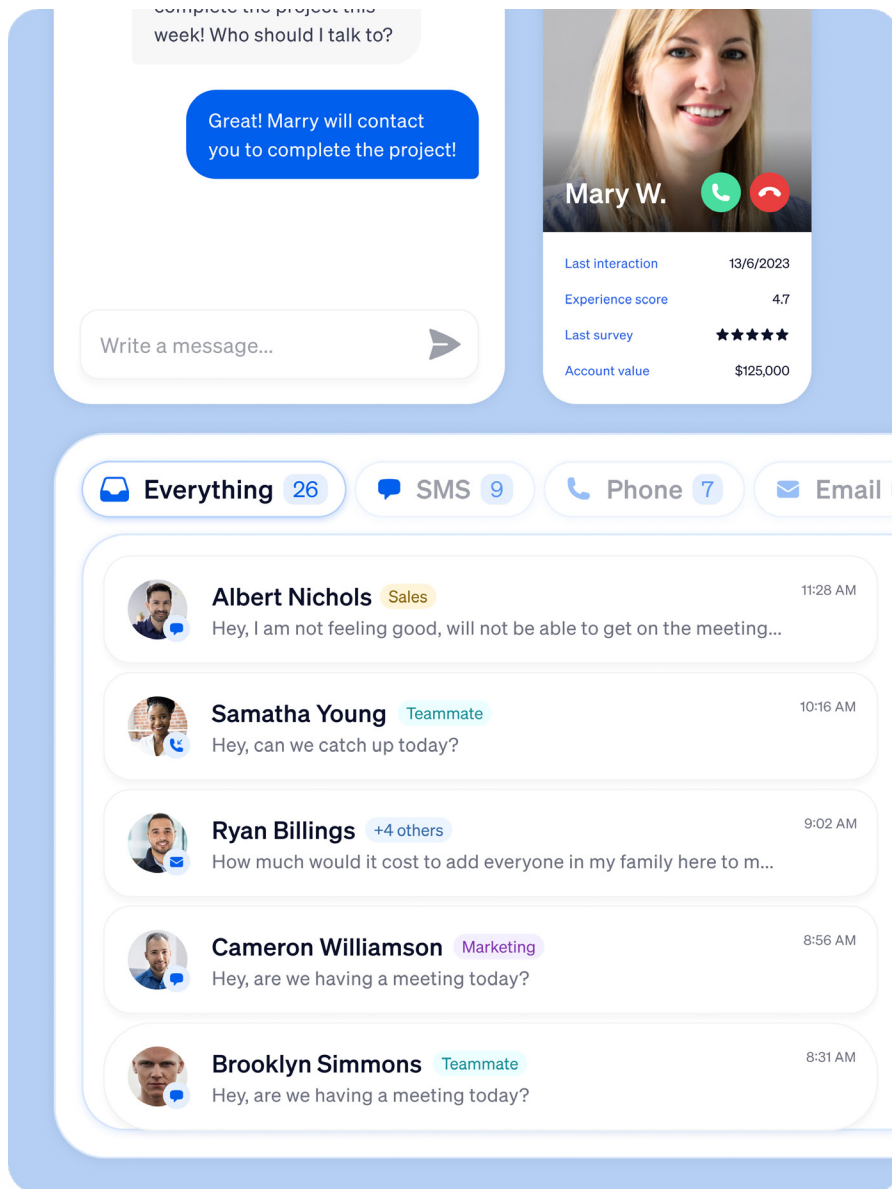 complete the project this
week! Who should I talk to?
Great! Marry will contact
you to complete the project!
Write a message...
Mary W.
Last interaction 13/6/2023
Experience score 4.7
Last survey ★★★★★
Account value $125,000
Everything 26 SMS 9 Phone 7 Email
Albert Nichols Sales 11:28 AM
Hey, I am not feeling good, will not be able to get on the meeting...
Samatha Young Teammate 10:16 AM
Hey, can we catch up today?
Ryan Billings +4 others 9:02 AM
How much would it cost to add everyone in my family here to m...
Cameron Williamson Marketing 8:56 AM
Hey, are we having a meeting today?
Brooklyn Simmons Teammate 8:31 AM
Hey, are we having a meeting today?